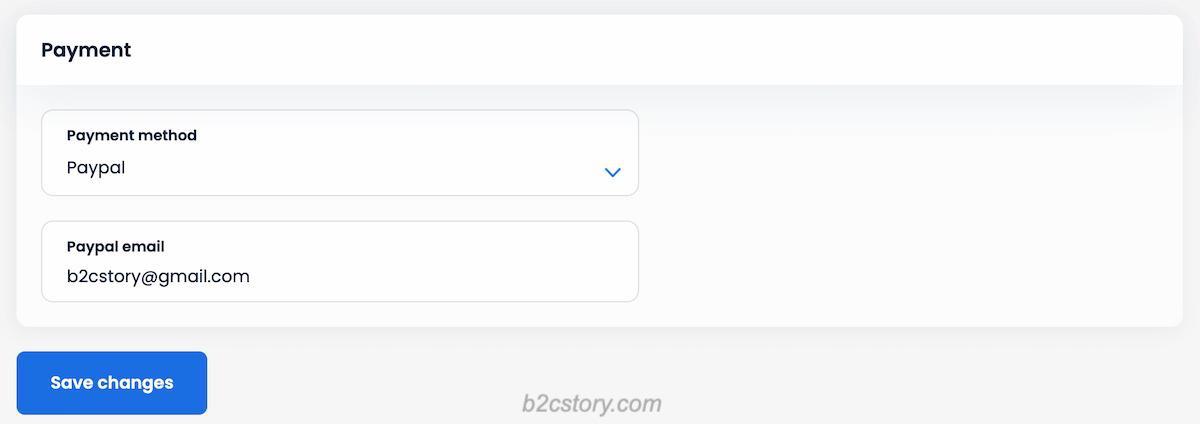 Payment
Payment method
Paypal
Paypal email
b2cstory@gmail.com
Save changes
b2cstory.com